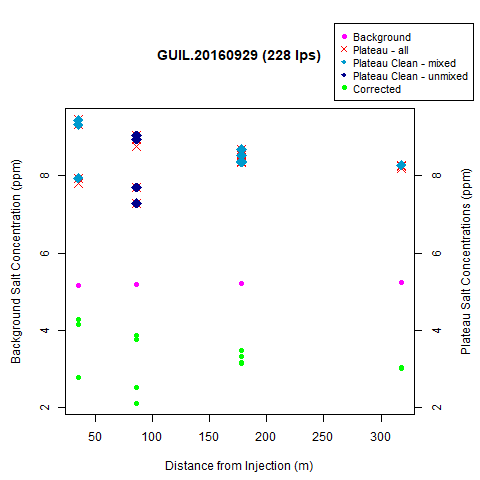 GUIL.20160929 (228 lps)
Background
Plateau - all
Plateau Clean - mixed
Plateau Clean - unmixed
Corrected
Background Salt Concentration (ppm)
8
6
4
2
8
6
4
2
Plateau Salt Concentrations (ppm)
50 100 150 200 250 300
Distance from Injection (m)